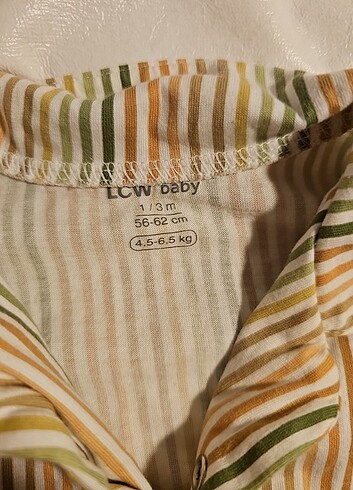 LCW baby
1 / 3 m
56-62 cm
4.5-6.5 kg